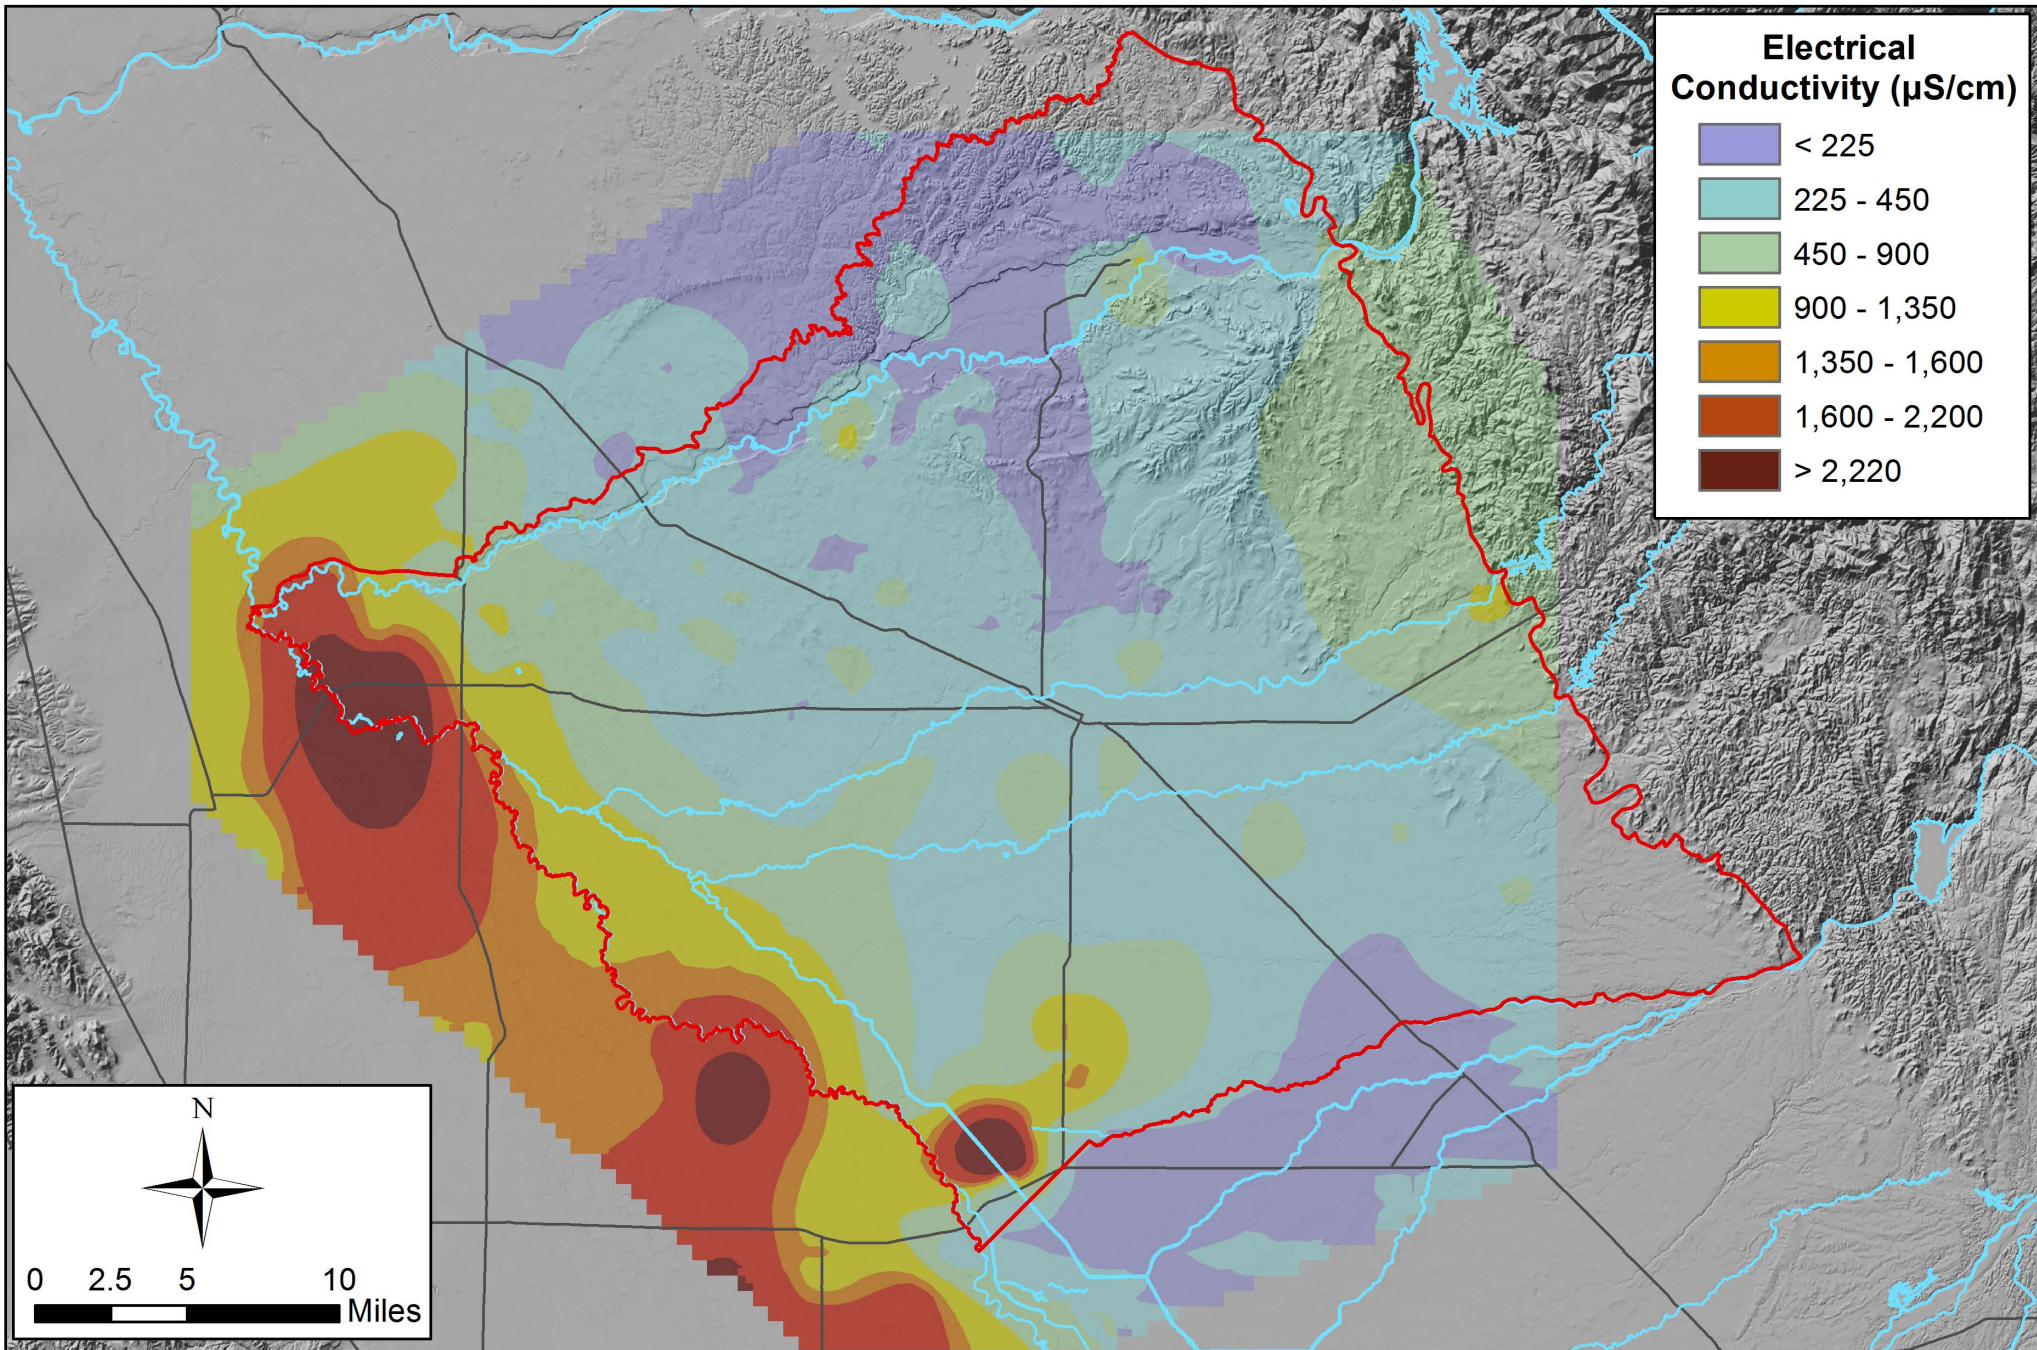 Electrical
Conductivity (µS/cm)
< 225
225 - 450
450 - 900
900 - 1,350
1,350 - 1,600
1,600 - 2,200
> 2,220
N
0 2.5 5 10
Miles